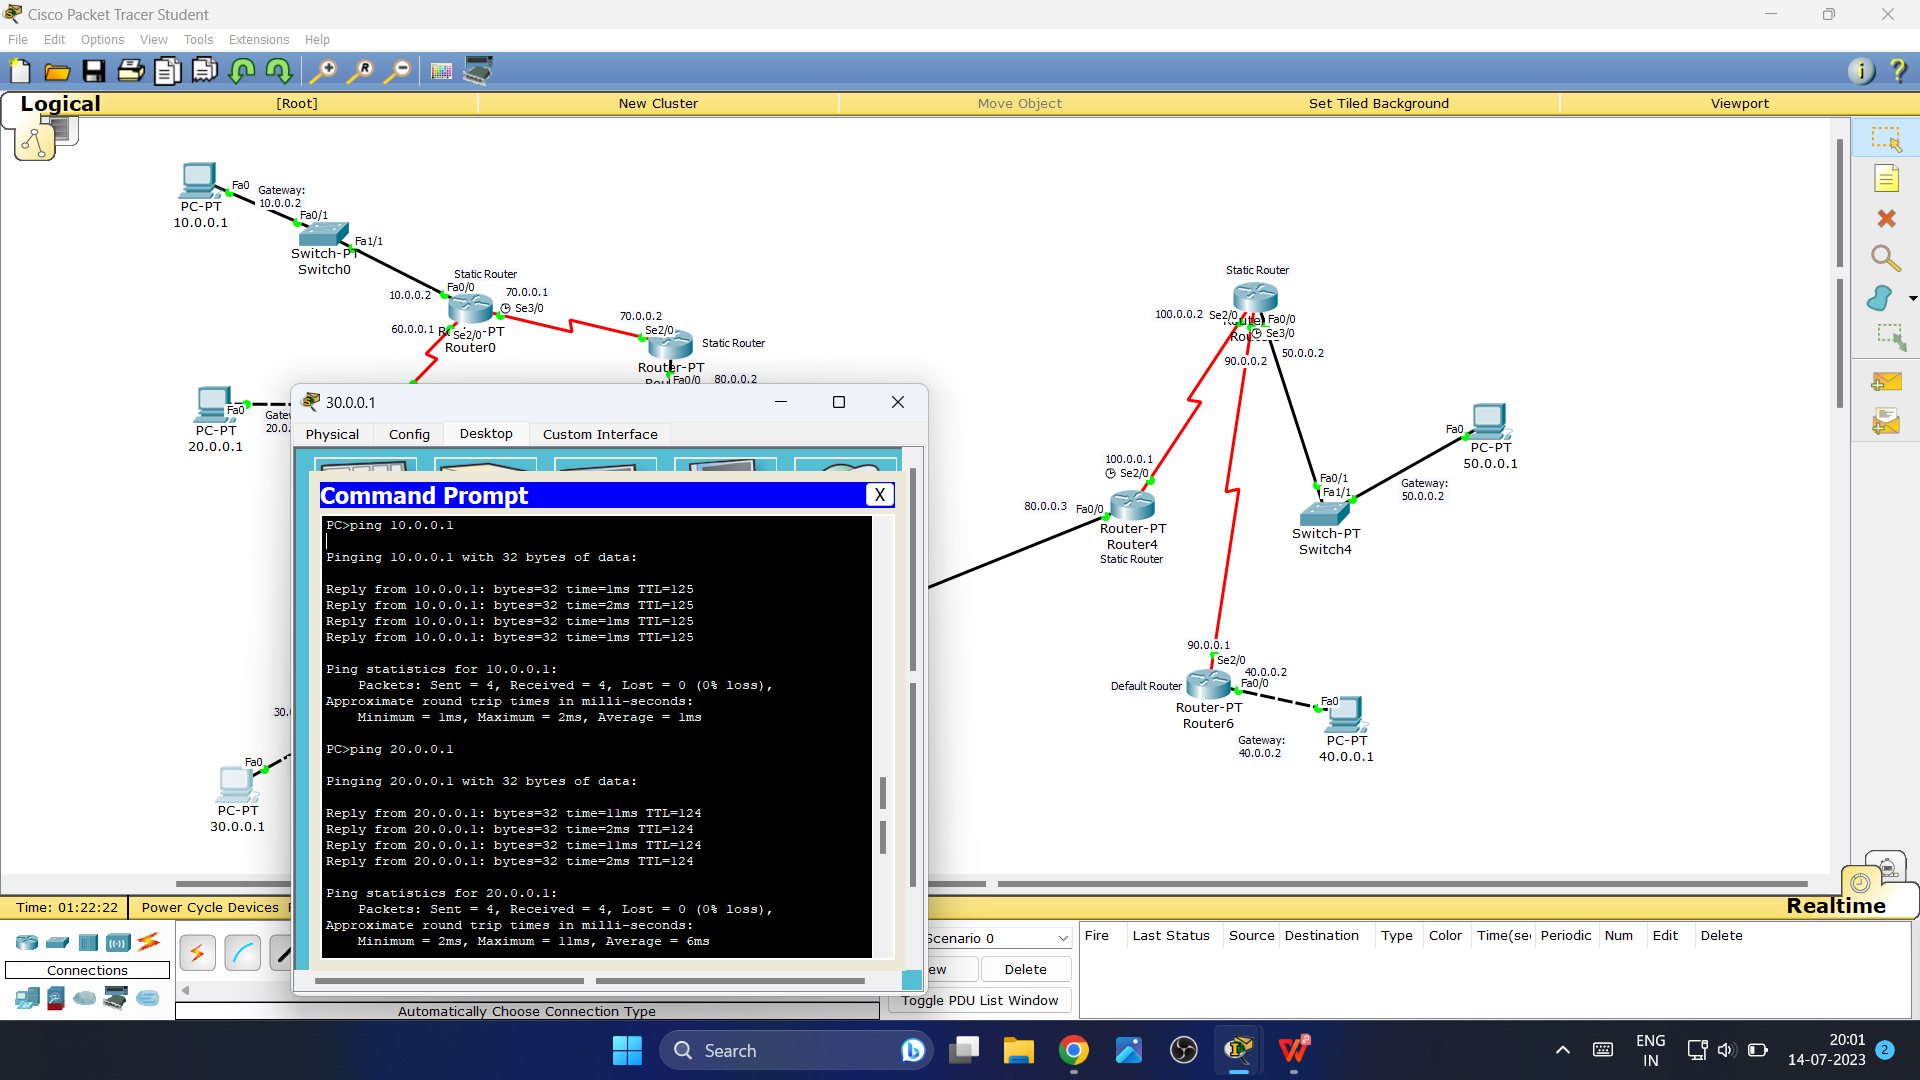 Cisco Packet Tracer Student
File Edit Options View Tools Extensions Help
Logical [Root] New Cluster Move Object Set Tiled Background Viewport
Fa0
PC-PT
10.0.0.1
Gateway:
10.0.0.2
Fa0/1
Fa1/1
Switch-PT
Switch0
Static Router
10.0.0.2 Fa0/0
70.0.0.1
Se3/0
60.0.0.1
Se2/0
Router0
70.0.0.2
Se2/0
Static Router
Router-PT
Fa0/0
80.0.0.2
Fa0
PC-PT
20.0.0.1
Static Router
100.0.0.2 Se2/0
Fa0/0
Se3/0
50.0.0.2
90.0.0.2
Fa0
PC-PT
50.0.0.1
Gateway:
50.0.0.2
Fa0/1
Fa1/1
Switch-PT
Switch4
100.0.0.1
Se2/0
80.0.0.3 Fa0/0
Router-PT
Router4
Static Router
90.0.0.1
Se2/0
40.0.0.2
Fa0/0
Default Router
Router-PT
Router6
Gateway:
40.0.0.2
Fa0
PC-PT
40.0.0.1
Fa0
PC-PT
30.0.0.1
30.0.0.1
Physical Config Desktop Custom Interface
Command Prompt X
PC>ping 10.0.0.1
Pinging 10.0.0.1 with 32 bytes of data:
Reply from 10.0.0.1: bytes=32 time=1ms TTL=125
Reply from 10.0.0.1: bytes=32 time=2ms TTL=125
Reply from 10.0.0.1: bytes=32 time=1ms TTL=125
Reply from 10.0.0.1: bytes=32 time=1ms TTL=125
Ping statistics for 10.0.0.1:
Packets: Sent = 4, Received = 4, Lost = 0 (0% loss),
Approximate round trip times in milli-seconds:
Minimum = 1ms, Maximum = 2ms, Average = 1ms
PC>ping 20.0.0.1
Pinging 20.0.0.1 with 32 bytes of data:
Reply from 20.0.0.1: bytes=32 time=11ms TTL=124
Reply from 20.0.0.1: bytes=32 time=2ms TTL=124
Reply from 20.0.0.1: bytes=32 time=11ms TTL=124
Reply from 20.0.0.1: bytes=32 time=2ms TTL=124
Ping statistics for 20.0.0.1:
Packets: Sent = 4, Received = 4, Lost = 0 (0% loss),
Approximate round trip times in milli-seconds:
Minimum = 2ms, Maximum = 11ms, Average = 6ms
Time: 01:22:22 Power Cycle Devices
Realtime
Connections
Automatically Choose Connection Type
Scenario 0
Delete
Toggle PDU List Window
Fire Last Status Source Destination Type Color Time(sec Periodic Num Edit Delete
Search
ENG
IN
20:01
14-07-2023
2